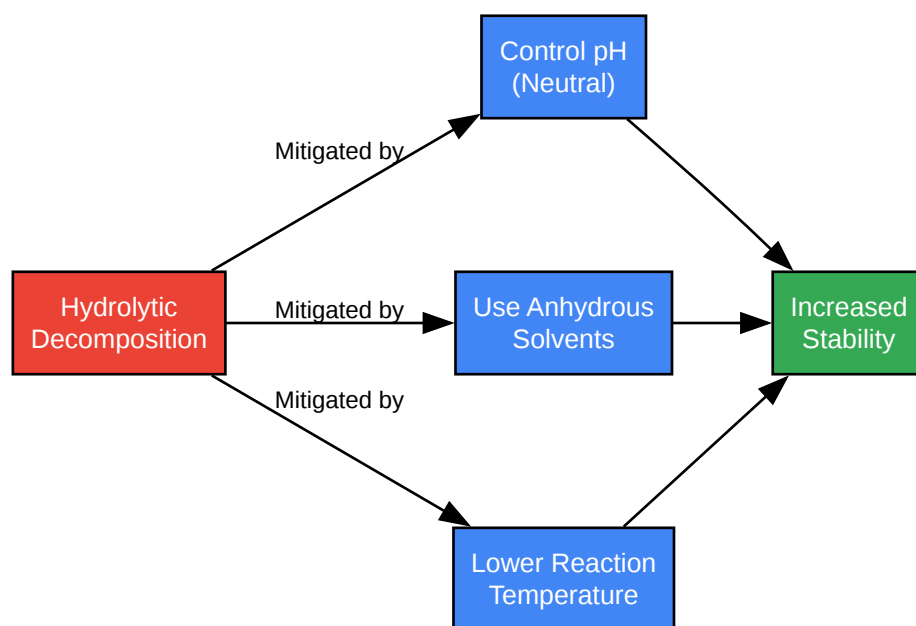 Control pH
(Neutral)
Mitigated by
Hydrolytic
Decomposition
Mitigated by
Use Anhydrous
Solvents
Increased
Stability
Mitigated by
Lower Reaction
Temperature